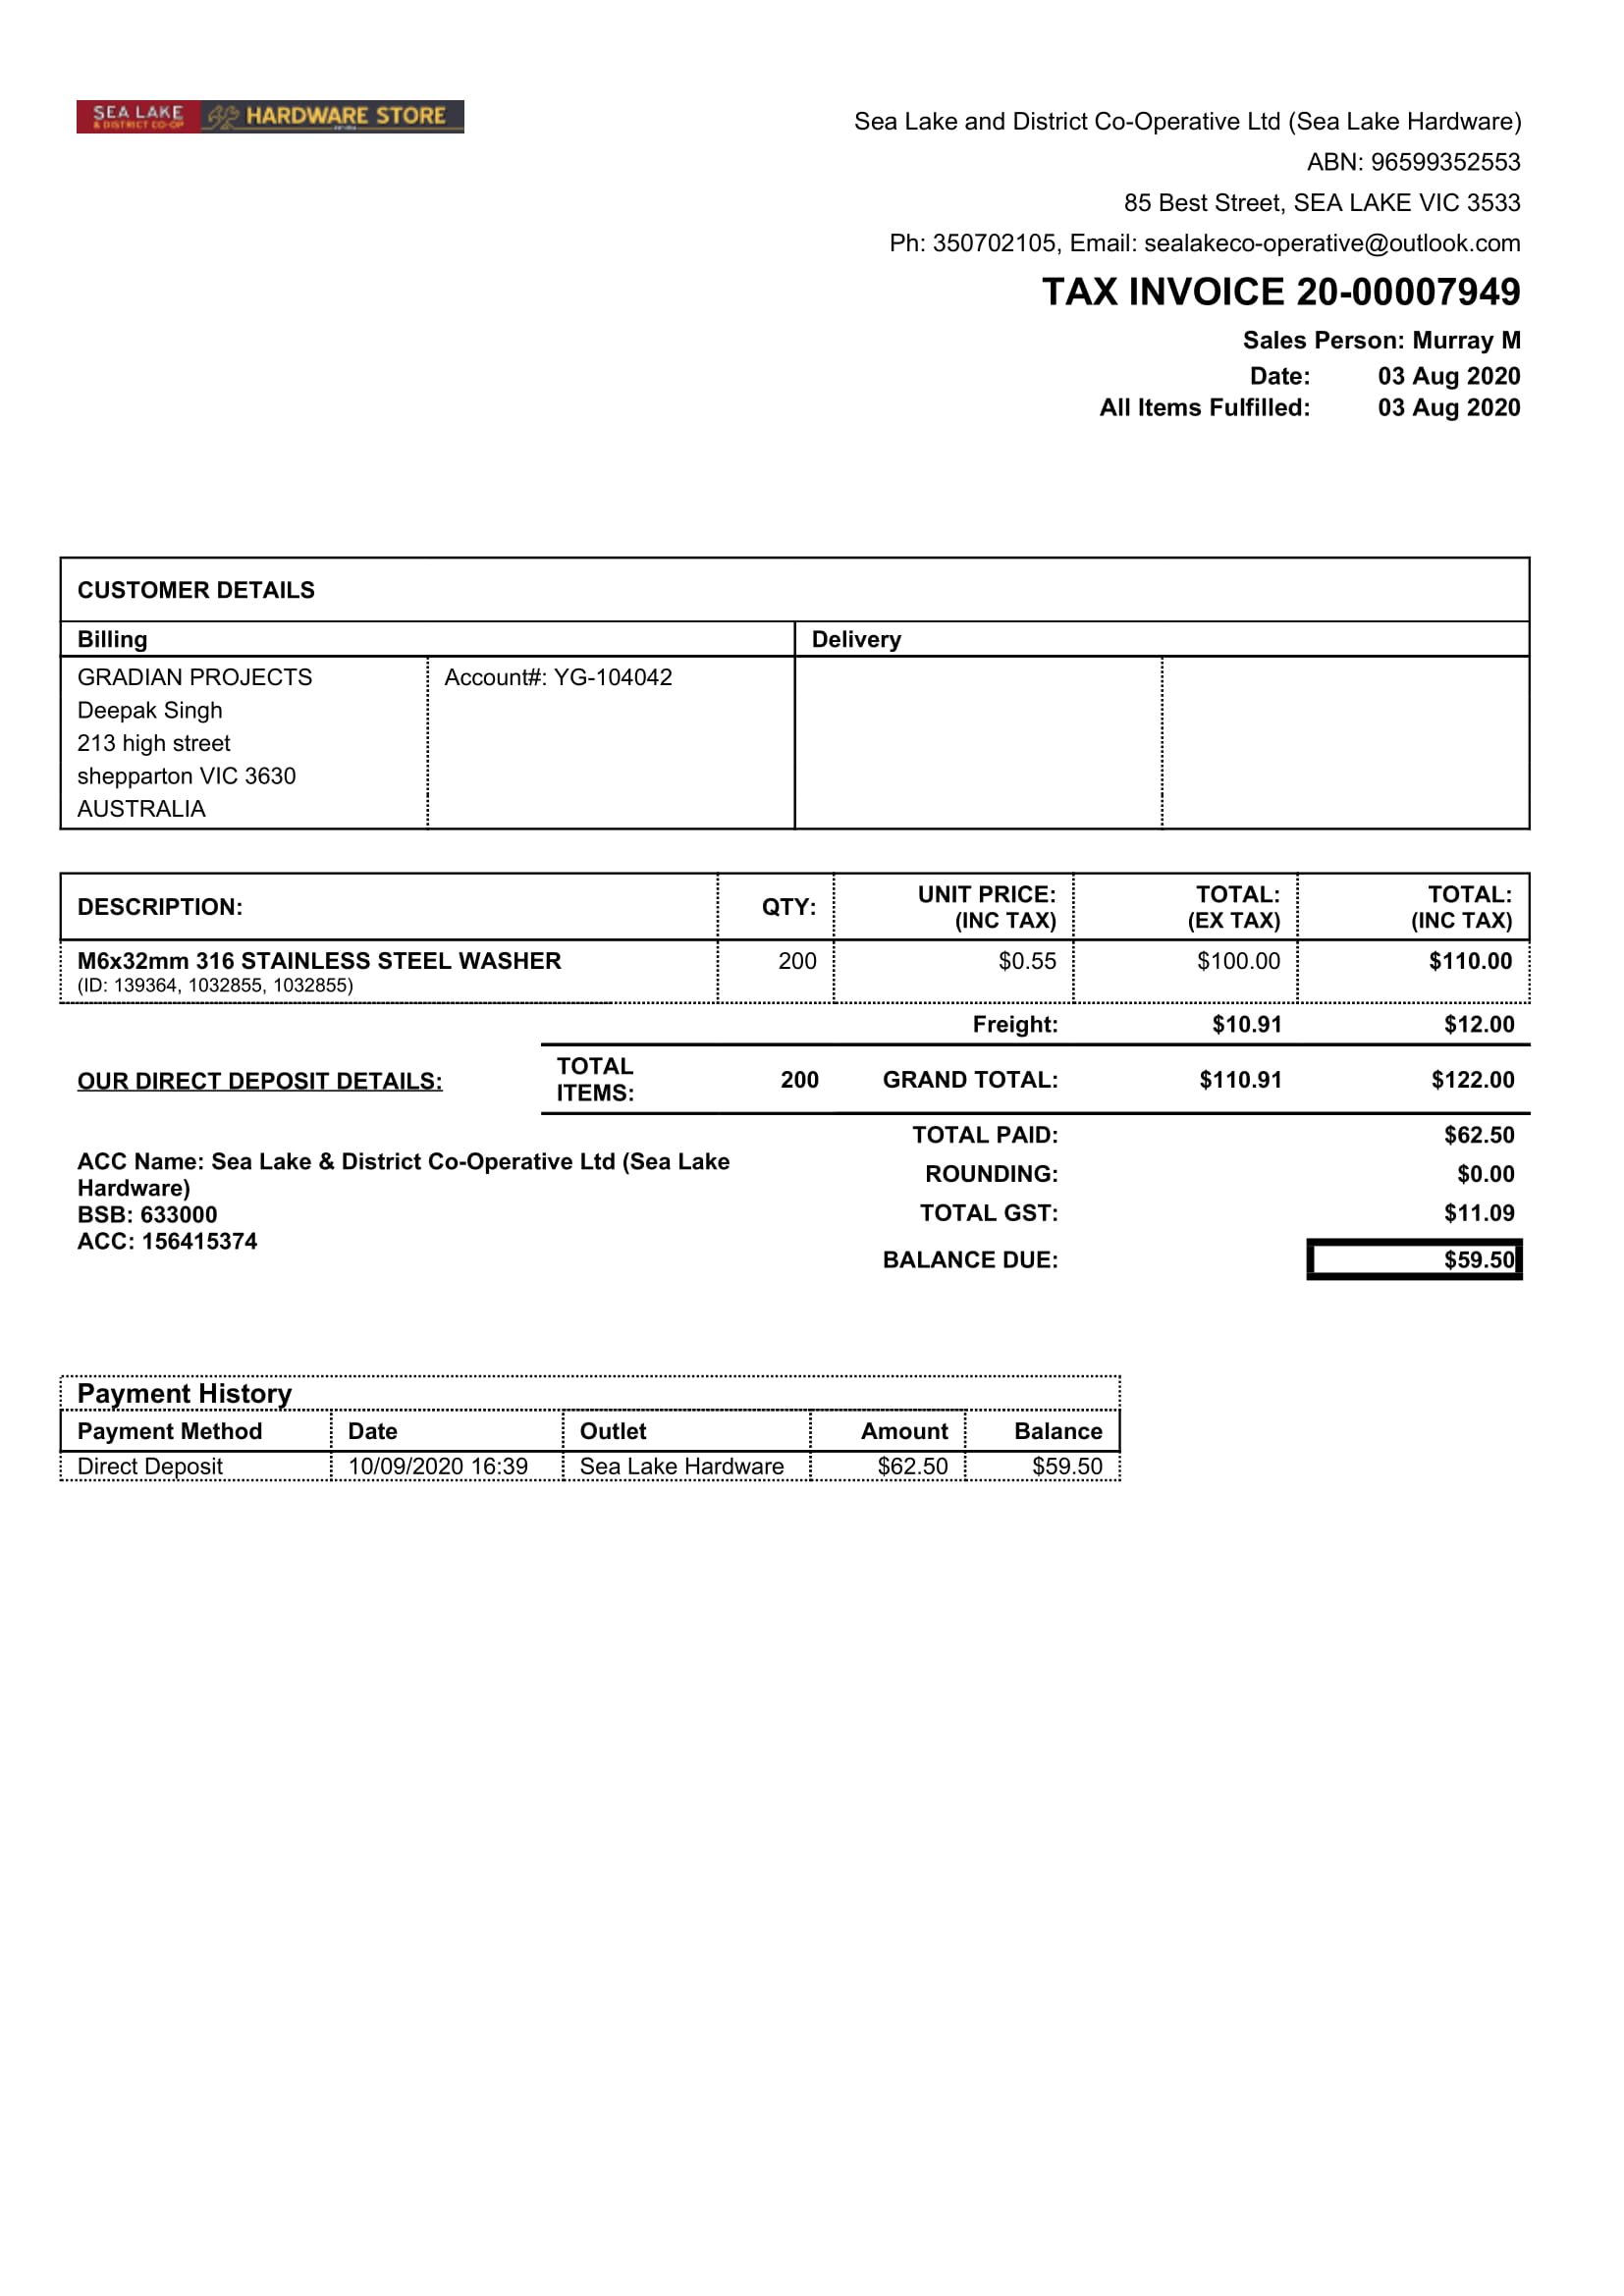 SEA LAKE
& DISTRICT CO-OP
HARDWARE STORE
Sea Lake and District Co-Operative Ltd (Sea Lake Hardware)
ABN: 96599352553
85 Best Street, SEA LAKE VIC 3533
Ph: 350702105, Email: sealakeco-operative@outlook.com
TAX INVOICE 20-00007949
Sales Person: Murray M
Date: 03 Aug 2020
All Items Fulfilled: 03 Aug 2020
CUSTOMER DETAILS
Billing Delivery
GRADIAN PROJECTS Account#: YG-104042
Deepak Singh
213 high street
shepparton VIC 3630
AUSTRALIA
DESCRIPTION: QTY: UNIT PRICE: (INC TAX) TOTAL: (EX TAX) TOTAL: (INC TAX)
M6x32mm 316 STAINLESS STEEL WASHER 200 $0.55 $100.00 $110.00
(ID: 139364, 1032855, 1032855)
Freight: $10.91 $12.00
OUR DIRECT DEPOSIT DETAILS: TOTAL ITEMS: 200 GRAND TOTAL: $110.91 $122.00
ACC Name: Sea Lake & District Co-Operative Ltd (Sea Lake
Hardware)
BSB: 633000
ACC: 156415374
TOTAL PAID: $62.50
ROUNDING: $0.00
TOTAL GST: $11.09
BALANCE DUE: $59.50
Payment History
Payment Method Date Outlet Amount Balance
Direct Deposit 10/09/2020 16:39 Sea Lake Hardware $62.50 $59.50